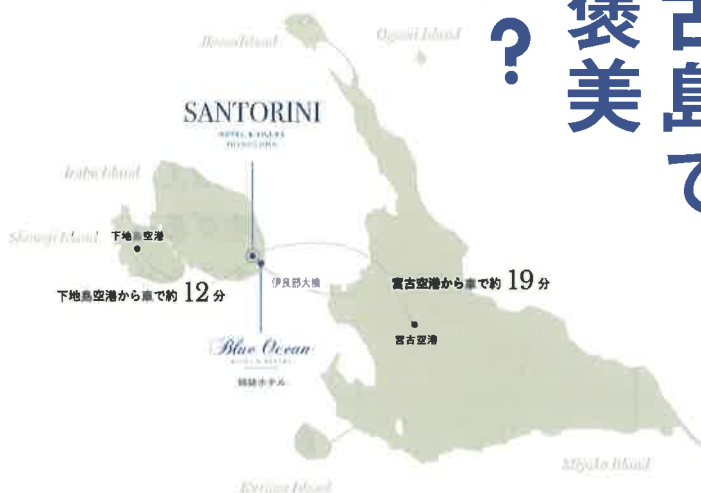 古島で
褒美
?
Ikema Island
Ogami Island
SANTORINI
HOTEL & VILLAS
MIYAKOJIMA
Irabu Island
Shimoji Island
下地島空港
下地島空港から車で約 12 分
伊良部大橋
宮古空港から車で約 19 分
宮古空港
Blue Ocean
HOTEL & RESORT
姉妹ホテル
Miyako Island
Kurima Island